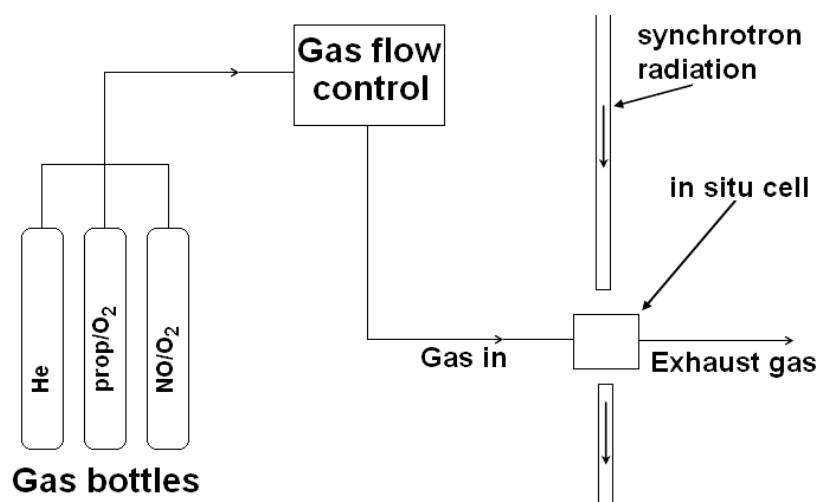 Gas flow
control
synchrotron
radiation
in situ cell
He
prop/O₂
NO/O₂
Gas in
Exhaust gas
Gas bottles